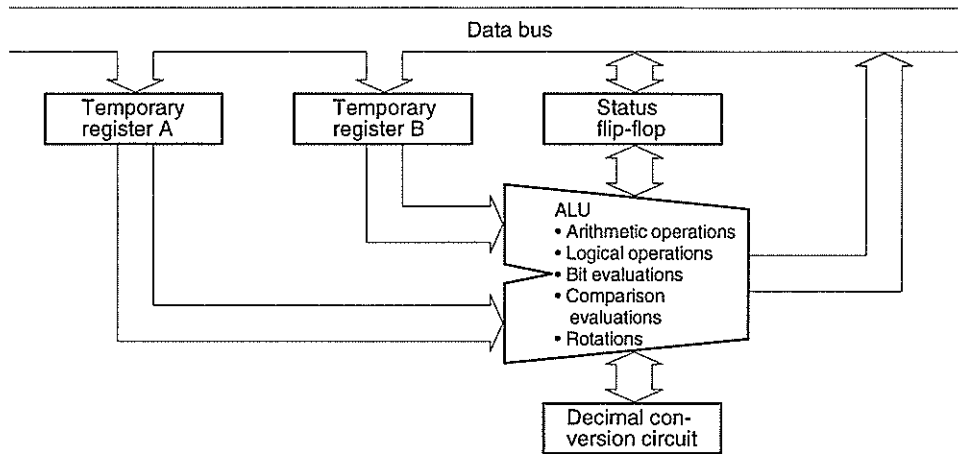 Data bus
Temporary
register A
Temporary
register B
Status
flip-flop
ALU
• Arithmetic operations
• Logical operations
• Bit evaluations
• Comparison
evaluations
• Rotations
Decimal con-
version circuit